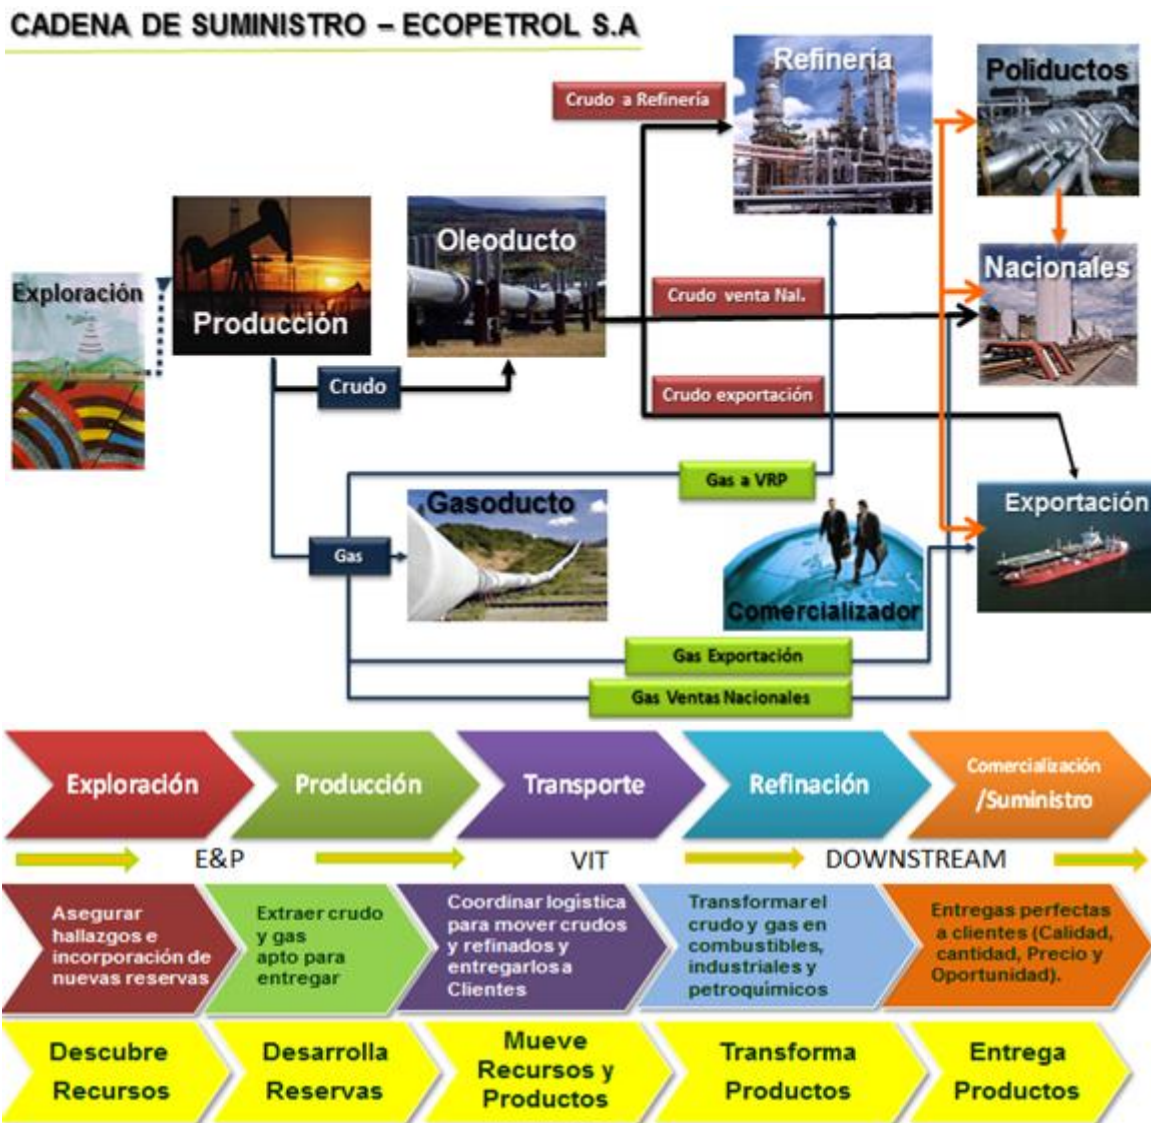 CADENA DE SUMINISTRO – ECOPETROL S.A
Refinería
Poliductos
Crudo a Refinería
Oleoducto
Nacionales
Exploración
Producción
Crudo venta Nal.
Crudo
Crudo exportación
Gas a VRP
Gasoducto
Exportación
Gas
Comercializador
Gas Exportación
Gas Ventas Nacionales
Exploración
Producción
Transporte
Refinación
Comercialización
/Suministro
E&P
VIT
DOWNSTREAM
Asegurar
hallazgos e
incorporación de
nuevas reservas
Extraer crudo
y gas
apto para
entregar
Coordinar logística
para mover crudos
y refinados y
entregarlos a
Clientes
Transformar el
crudo y gas en
combustibles,
industriales y
petroquímicos
Entregas perfectas
a clientes (Calidad,
cantidad, Precio y
Oportunidad).
Descubre
Recursos
Desarrolla
Reservas
Mueve
Recursos y
Productos
Transforma
Productos
Entrega
Productos